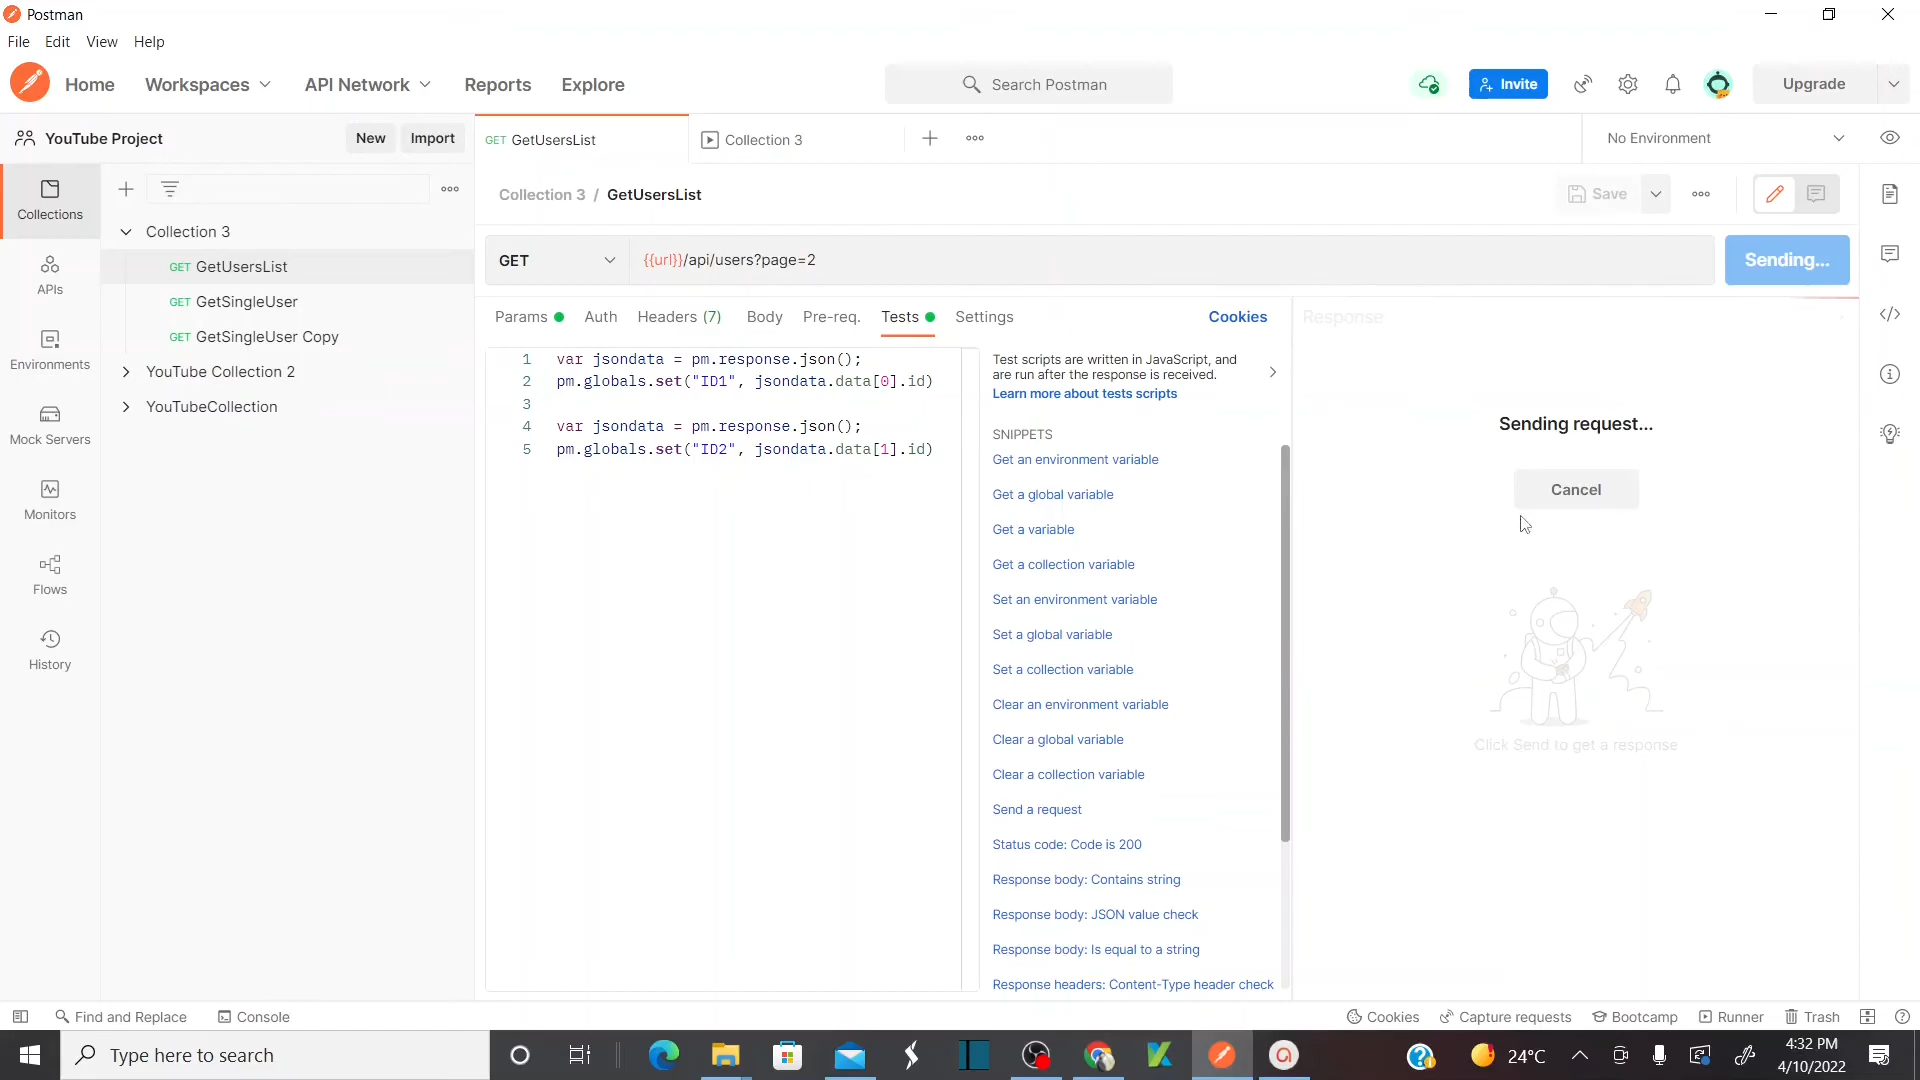 Postman
File Edit View Help
Home Workspaces API Network Reports Explore
Search Postman
Invite
Upgrade
YouTube Project
New Import
GET GetUsersList
Collection 3
No Environment
Collections
APIs
Environments
Mock Servers
Monitors
Flows
History
Collection 3
GET GetUsersList
GET GetSingleUser
GET GetSingleUser Copy
YouTube Collection 2
YouTubeCollection
Collection 3 / GetUsersList
Save
GET
{{url}}/api/users?page=2
Sending...
Params Auth Headers (7) Body Pre-req. Tests Settings
Cookies
1 var jsondata = pm.response.json();
2 pm.globals.set("ID1", jsondata.data[0].id)
3
4 var jsondata = pm.response.json();
5 pm.globals.set("ID2", jsondata.data[1].id)
Test scripts are written in JavaScript, and
are run after the response is received.
Learn more about tests scripts
SNIPPETS
Get an environment variable
Get a global variable
Get a variable
Get a collection variable
Set an environment variable
Set a global variable
Set a collection variable
Clear an environment variable
Clear a global variable
Clear a collection variable
Send a request
Status code: Code is 200
Response body: Contains string
Response body: JSON value check
Response body: Is equal to a string
Response headers: Content-Type header check
Response
Sending request...
Cancel
Click Send to get a response
Find and Replace Console
Cookies Capture requests Bootcamp Runner Trash
Type here to search
24°C
4:32 PM
4/10/2022